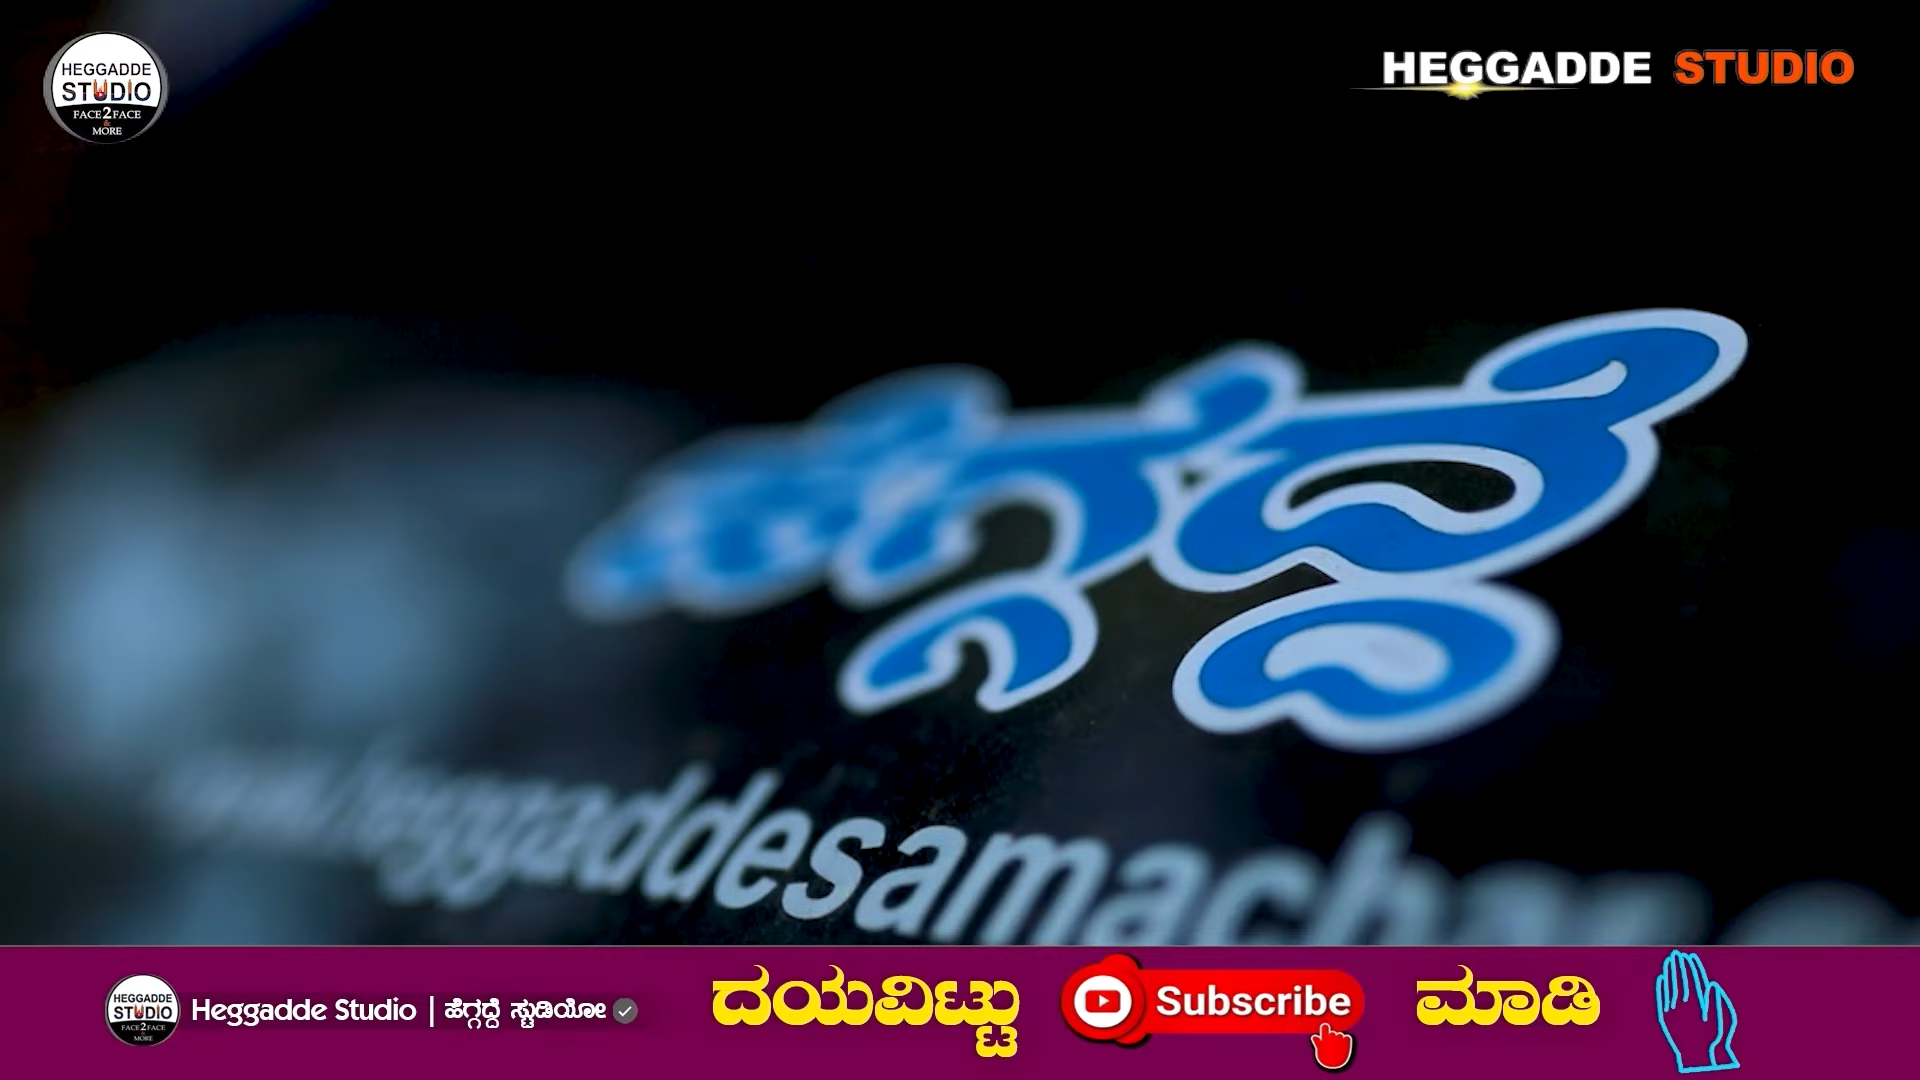 HEGGADDE
STUDIO
FACE2FACE
&
MORE
HEGGADDE STUDIO
ಹೆಗ್ಗದ್ದೆ
heggaddesamachar
HEGGADDE
STUDIO
FACE2FACE
MORE
Heggadde Studio | ಹೆಗ್ಗದ್ದೆ ಸ್ಟುಡಿಯೋ
ದಯವಿಟ್ಟು Subscribe ಮಾಡಿ